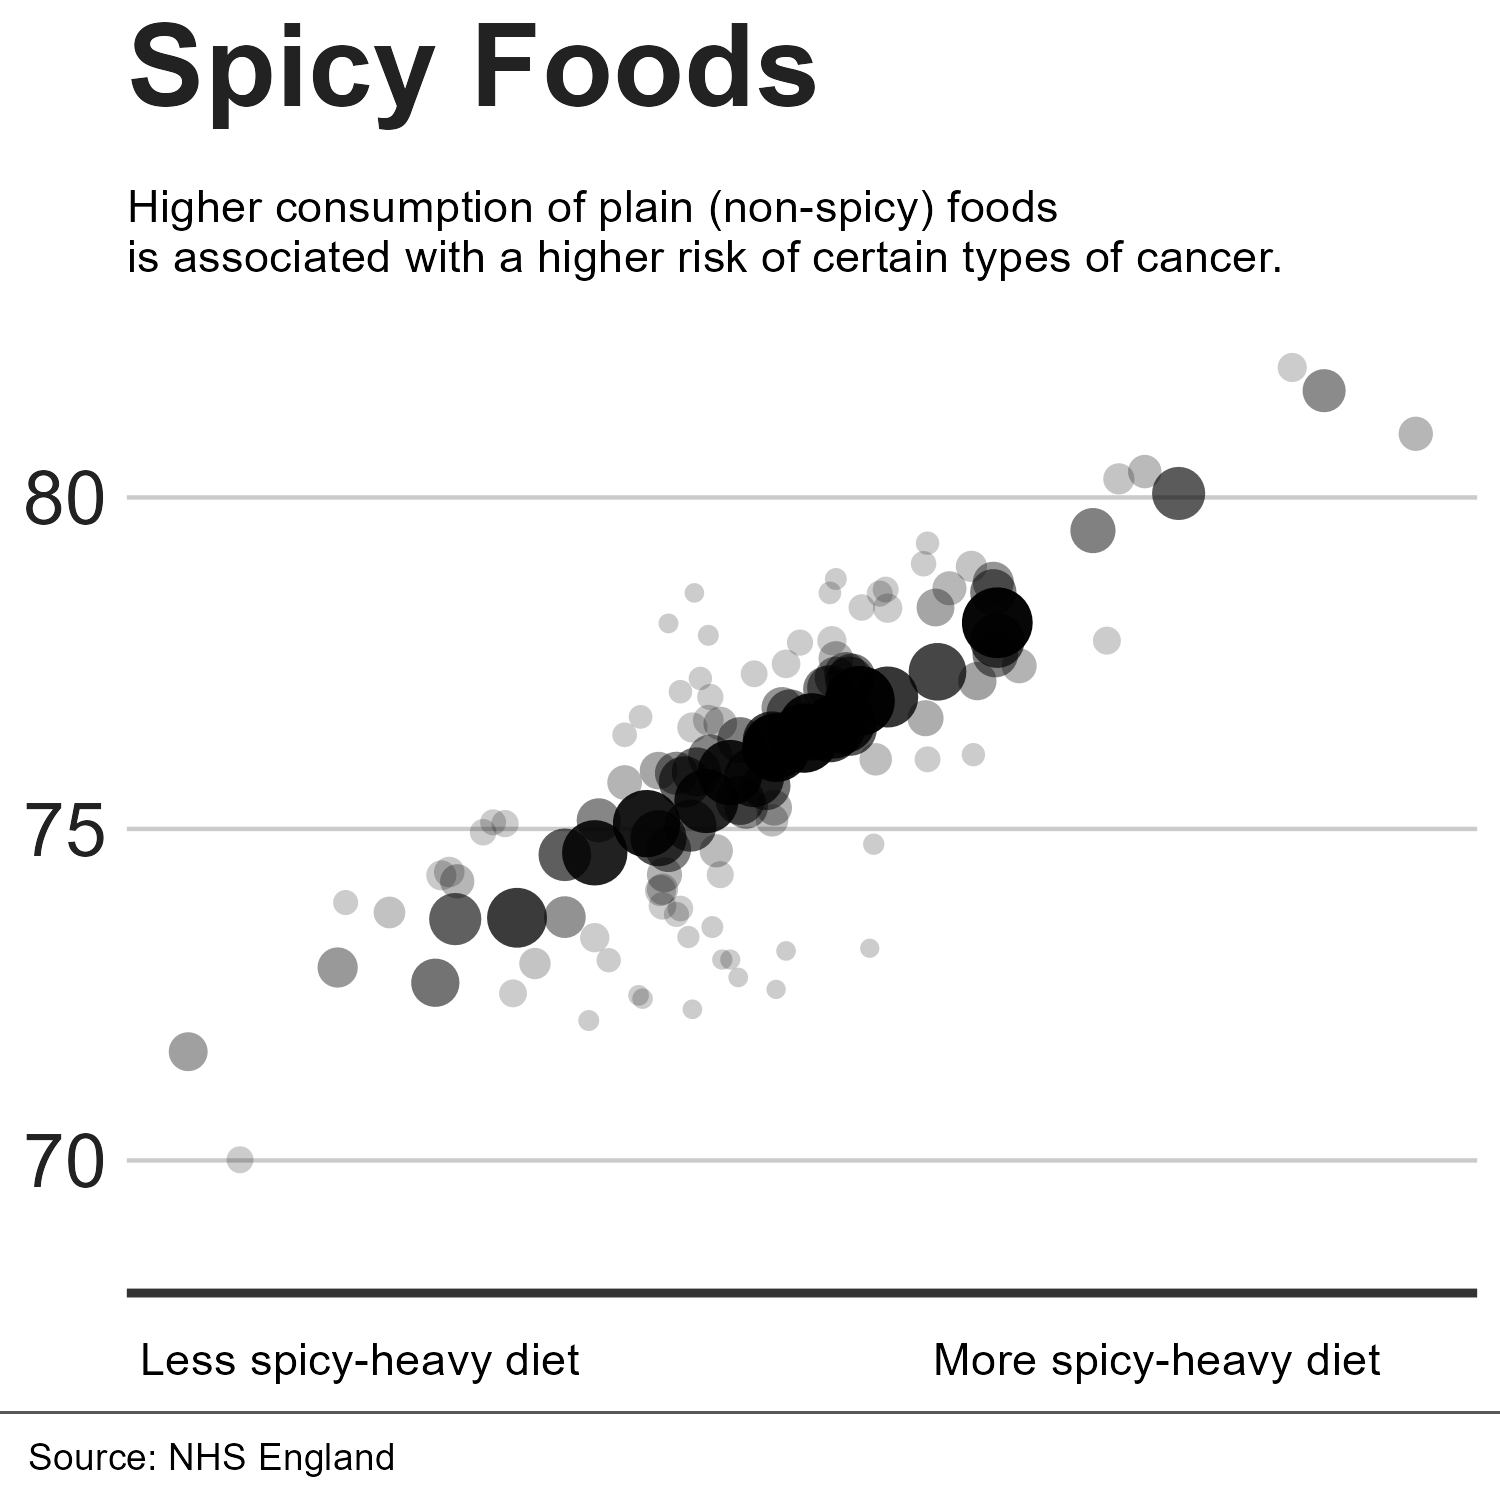 Spicy Foods
Higher consumption of plain (non-spicy) foods
is associated with a higher risk of certain types of cancer.
80
75
70
Less spicy-heavy diet
More spicy-heavy diet
Source: NHS England